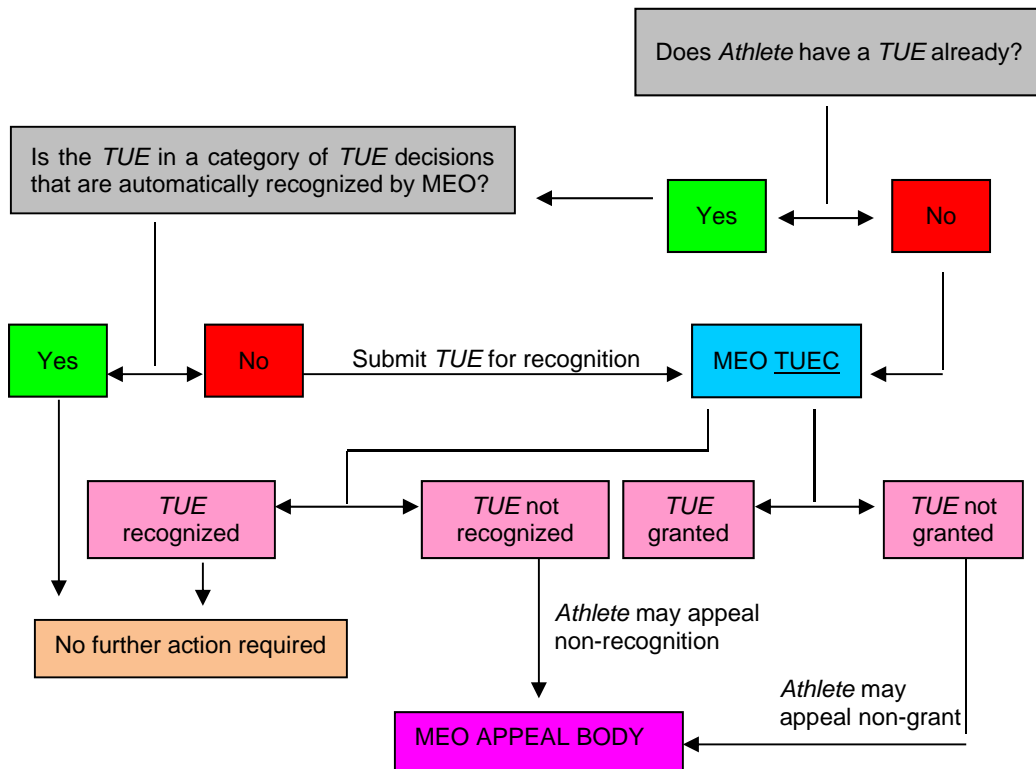 Does Athlete have a TUE already?
Is the TUE in a category of TUE decisions
that are automatically recognized by MEO?
Yes
No
Yes
No
Submit TUE for recognition
MEO TUEC
TUE
recognized
TUE not
recognized
TUE
granted
TUE not
granted
No further action required
Athlete may appeal
non-recognition
Athlete may
appeal non-grant
MEO APPEAL BODY